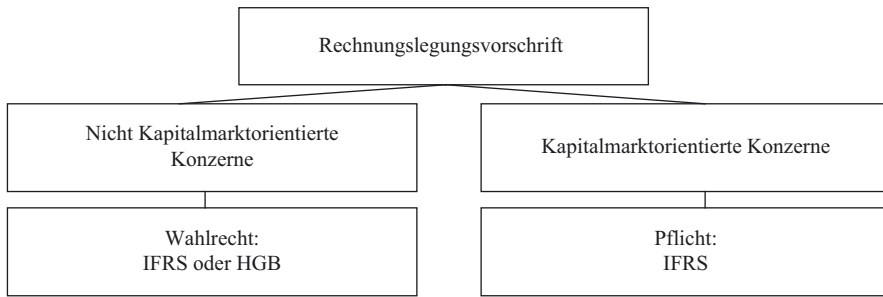 Rechnungslegungsvorschrift
Nicht Kapitalmarktorientierte
Konzerne
Kapitalmarktorientierte Konzerne
Wahlrecht:
IFRS oder HGB
Pflicht:
IFRS